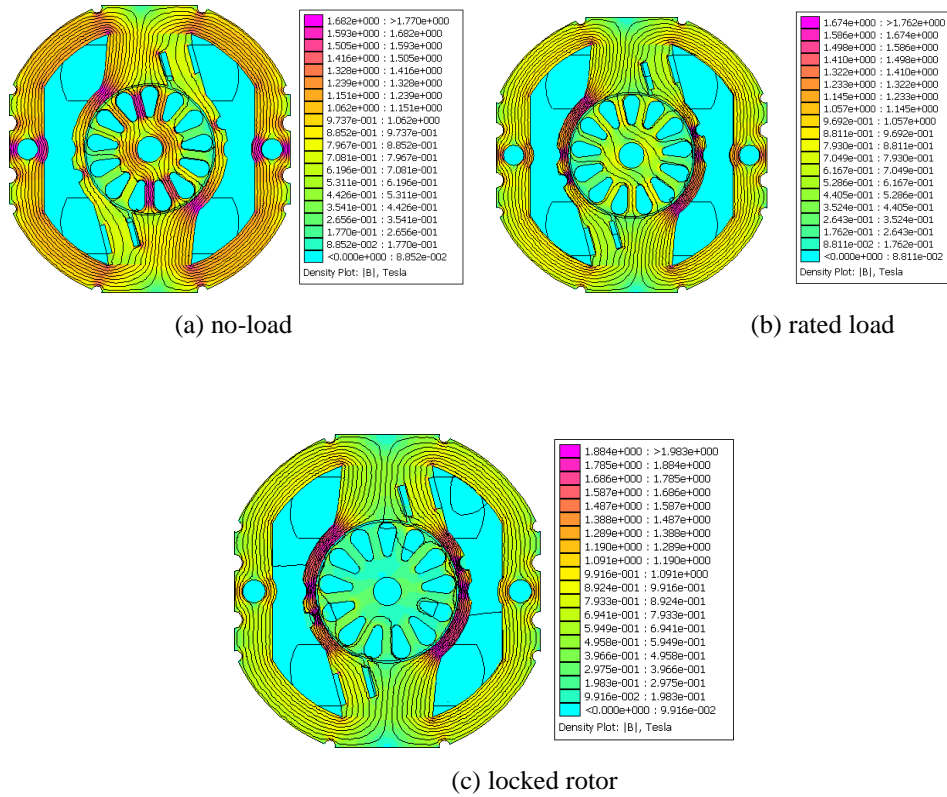 1.682e+000 : >1.770e+000
1.593e+000 : 1.682e+000
1.505e+000 : 1.593e+000
1.416e+000 : 1.505e+000
1.328e+000 : 1.416e+000
1.239e+000 : 1.328e+000
1.151e+000 : 1.239e+000
1.062e+000 : 1.151e+000
9.737e-001 : 1.062e+000
8.852e-001 : 9.737e-001
7.967e-001 : 8.852e-001
7.081e-001 : 7.967e-001
6.196e-001 : 7.081e-001
5.311e-001 : 6.196e-001
4.426e-001 : 5.311e-001
3.541e-001 : 4.426e-001
2.656e-001 : 3.541e-001
1.770e-001 : 2.656e-001
8.852e-002 : 1.770e-001
<0.000e+000 : 8.852e-002
Density Plot: |B|, Tesla
(a) no-load
1.674e+000 : >1.762e+000
1.586e+000 : 1.674e+000
1.498e+000 : 1.586e+000
1.410e+000 : 1.498e+000
1.322e+000 : 1.410e+000
1.233e+000 : 1.322e+000
1.145e+000 : 1.233e+000
1.057e+000 : 1.145e+000
9.692e-001 : 1.057e+000
8.811e-001 : 9.692e-001
7.930e-001 : 8.811e-001
7.049e-001 : 7.930e-001
6.167e-001 : 7.049e-001
5.286e-001 : 6.167e-001
4.405e-001 : 5.286e-001
3.524e-001 : 4.405e-001
2.643e-001 : 3.524e-001
1.762e-001 : 2.643e-001
8.811e-002 : 1.762e-001
<0.000e+000 : 8.811e-002
Density Plot: |B|, Tesla
(b) rated load
1.884e+000 : >1.983e+000
1.785e+000 : 1.884e+000
1.686e+000 : 1.785e+000
1.587e+000 : 1.686e+000
1.487e+000 : 1.587e+000
1.388e+000 : 1.487e+000
1.289e+000 : 1.388e+000
1.190e+000 : 1.289e+000
1.091e+000 : 1.190e+000
9.916e-001 : 1.091e+000
8.924e-001 : 9.916e-001
7.933e-001 : 8.924e-001
6.941e-001 : 7.933e-001
5.949e-001 : 6.941e-001
4.958e-001 : 5.949e-001
3.966e-001 : 4.958e-001
2.975e-001 : 3.966e-001
1.983e-001 : 2.975e-001
9.916e-002 : 1.983e-001
<0.000e+000 : 9.916e-002
Density Plot: |B|, Tesla
(c) locked rotor